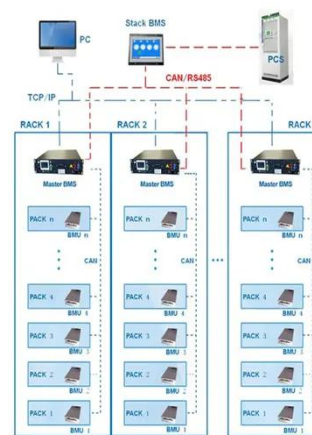 PC
Stack BMS
PCS
CAN/RS485
TCP/IP
RACK 1
RACK 2
RACK
Master BMS
Master BMS
Master BMS
PACK n
BMU n
PACK n
BMU n
PACK n
BMU n
CAN
CAN
CAN
PACK 4
BMU 4
PACK 4
BMU 4
PACK 4
BMU 4
PACK 3
BMU 3
PACK 3
BMU 3
PACK 3
BMU 3
PACK 2
BMU 2
PACK 2
BMU 2
PACK 2
BMU 2
PACK 1
BMU 1
PACK 1
BMU 1
PACK 1
BMU 1